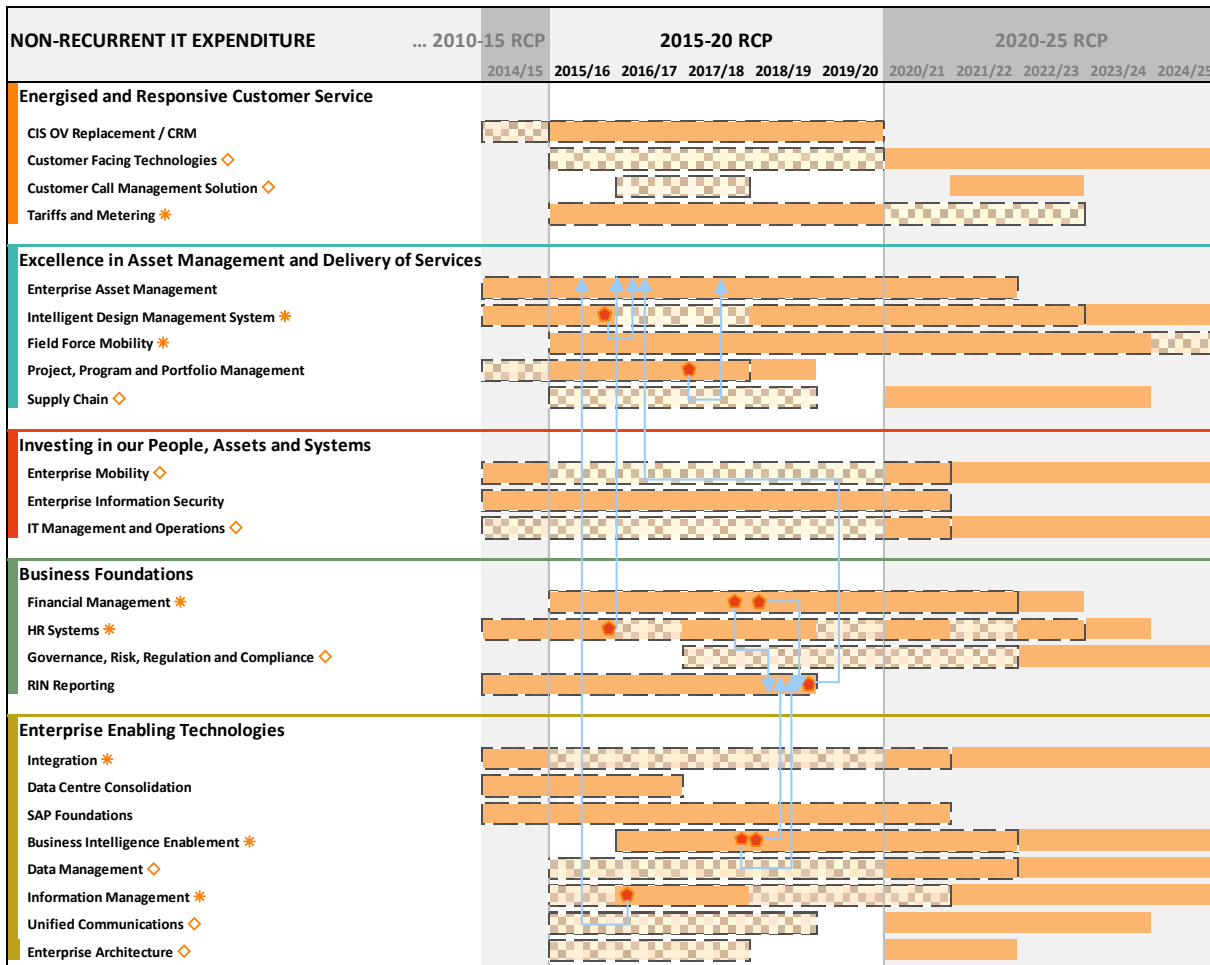 NON-RECURRENT IT EXPENDITURE ... 2010-15 RCP 2015-20 RCP 2020-25 RCP
2014/15 2015/16 2016/17 2017/18 2018/19 2019/20 2020/21 2021/22 2022/23 2023/24 2024/25
Energised and Responsive Customer Service
CIS OV Replacement / CRM
Customer Facing Technologies
Customer Call Management Solution
Tariffs and Metering
Excellence in Asset Management and Delivery of Services
Enterprise Asset Management
Intelligent Design Management System
Field Force Mobility
Project, Program and Portfolio Management
Supply Chain
Investing in our People, Assets and Systems
Enterprise Mobility
Enterprise Information Security
IT Management and Operations
Business Foundations
Financial Management
HR Systems
Governance, Risk, Regulation and Compliance
RIN Reporting
Enterprise Enabling Technologies
Integration
Data Centre Consolidation
SAP Foundations
Business Intelligence Enablement
Data Management
Information Management
Unified Communications
Enterprise Architecture